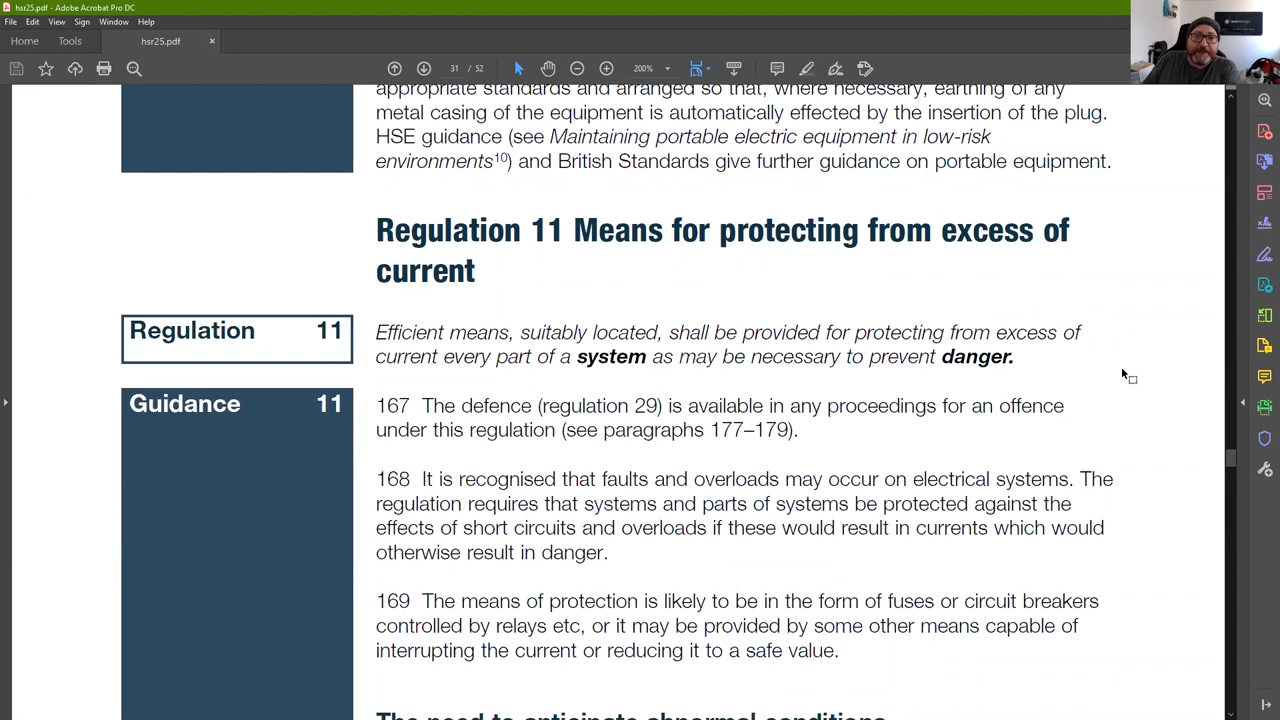 hsr25.pdf - Adobe Acrobat Pro DC
File Edit View Sign Window Help
Home Tools hsr25.pdf ×
31 / 52 200%
appropriate standards and arranged so that, where necessary, earthing of any
metal casing of the equipment is automatically effected by the insertion of the plug.
HSE guidance (see Maintaining portable electric equipment in low-risk
environments10) and British Standards give further guidance on portable equipment.
Regulation 11 Means for protecting from excess of
current
Regulation 11
Efficient means, suitably located, shall be provided for protecting from excess of
current every part of a system as may be necessary to prevent danger.
Guidance 11
167 The defence (regulation 29) is available in any proceedings for an offence
under this regulation (see paragraphs 177–179).
168 It is recognised that faults and overloads may occur on electrical systems. The
regulation requires that systems and parts of systems be protected against the
effects of short circuits and overloads if these would result in currents which would
otherwise result in danger.
169 The means of protection is likely to be in the form of fuses or circuit breakers
controlled by relays etc, or it may be provided by some other means capable of
interrupting the current or reducing it to a safe value.
The need to anticipate abnormal conditions